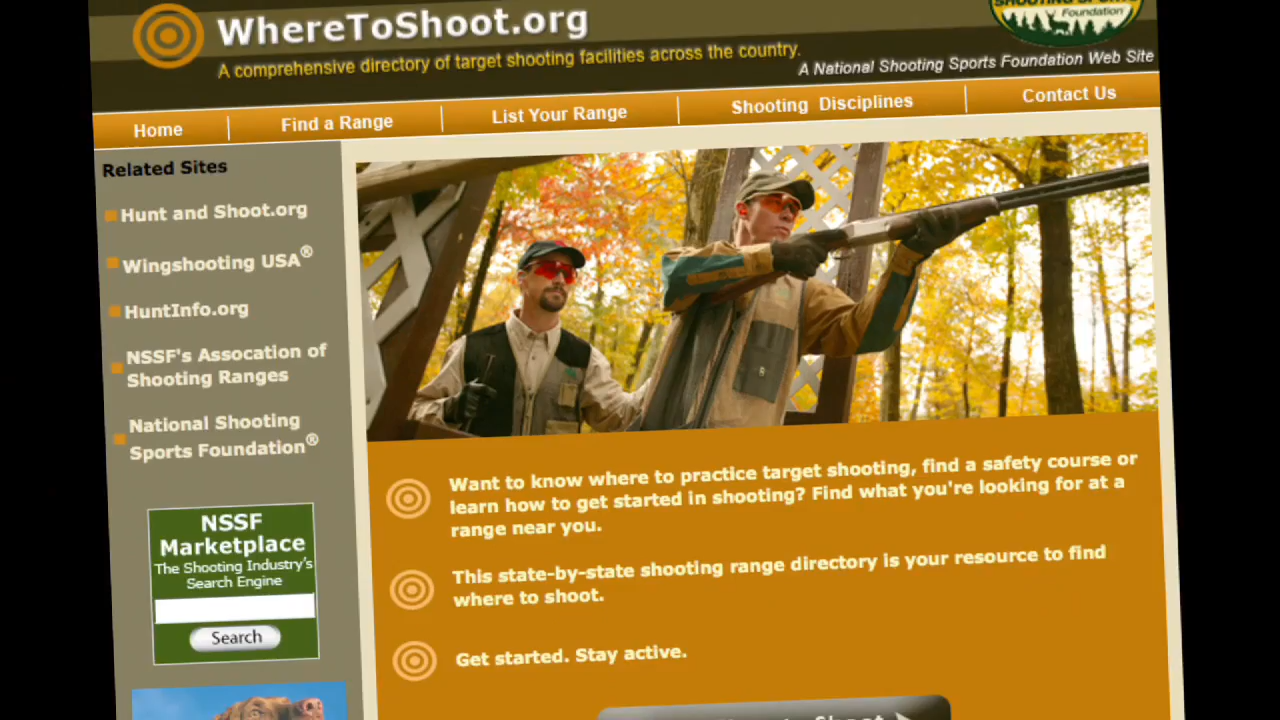 WhereToShoot.org
SHOOTING SPORTS
Foundation
A comprehensive directory of target shooting facilities across the country.
A National Shooting Sports Foundation Web Site
Home
Find a Range
List Your Range
Shooting Disciplines
Contact Us
Related Sites
Hunt and Shoot.org
Wingshooting USA®
HuntInfo.org
NSSF's Assocation of
Shooting Ranges
National Shooting
Sports Foundation®
NSSF
Marketplace
The Shooting Industry's
Search Engine
Search
Want to know where to practice target shooting, find a safety course or
learn how to get started in shooting? Find what you're looking for at a
range near you.
This state-by-state shooting range directory is your resource to find
where to shoot.
Get started. Stay active.